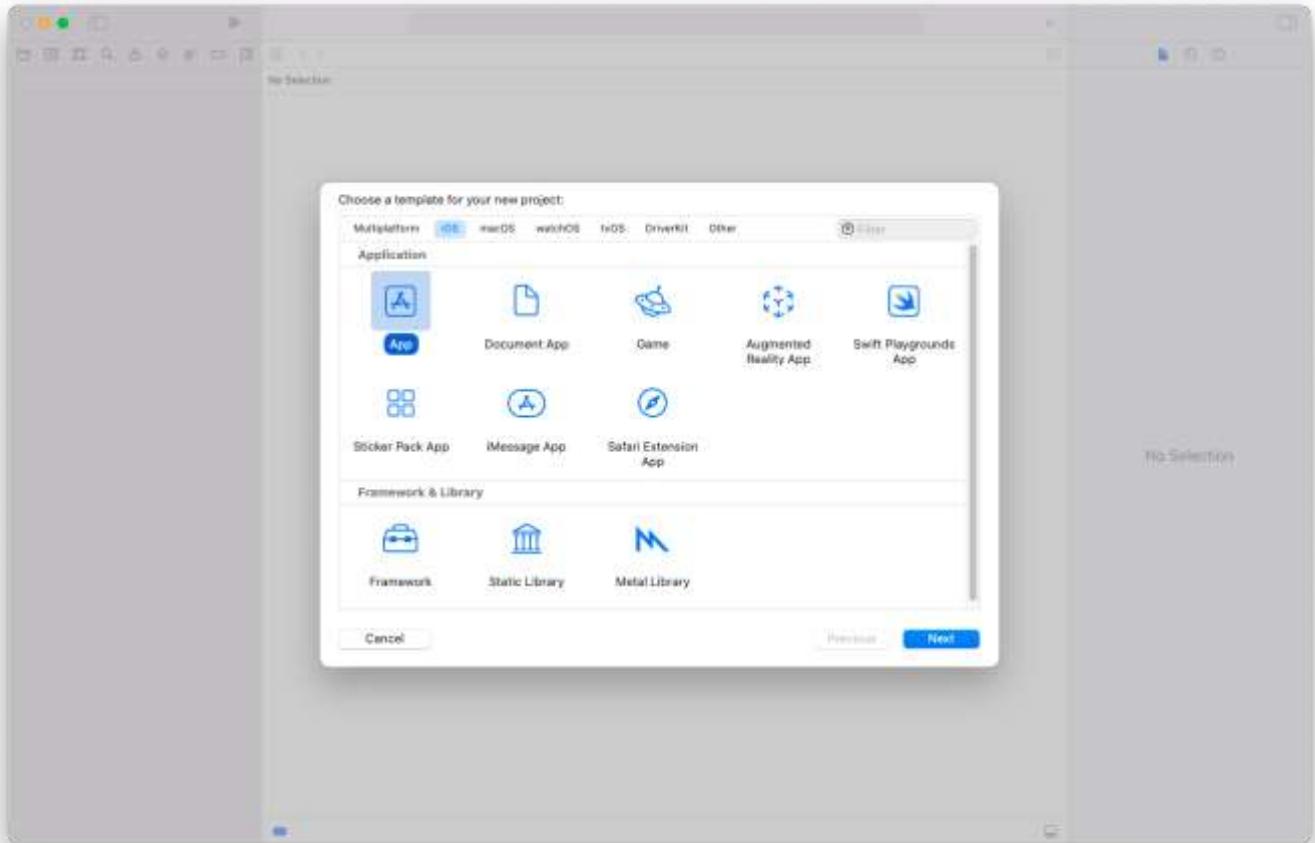 No Selection
Choose a template for your new project:
Multiplatform iOS macOS watchOS tvOS DriverKit Other Filter
Application
App Document App Game Augmented Reality App Swift Playgrounds App
Sticker Pack App iMessage App Safari Extension App
No Selection
Framework & Library
Framework Static Library Metal Library
Cancel Previous Next